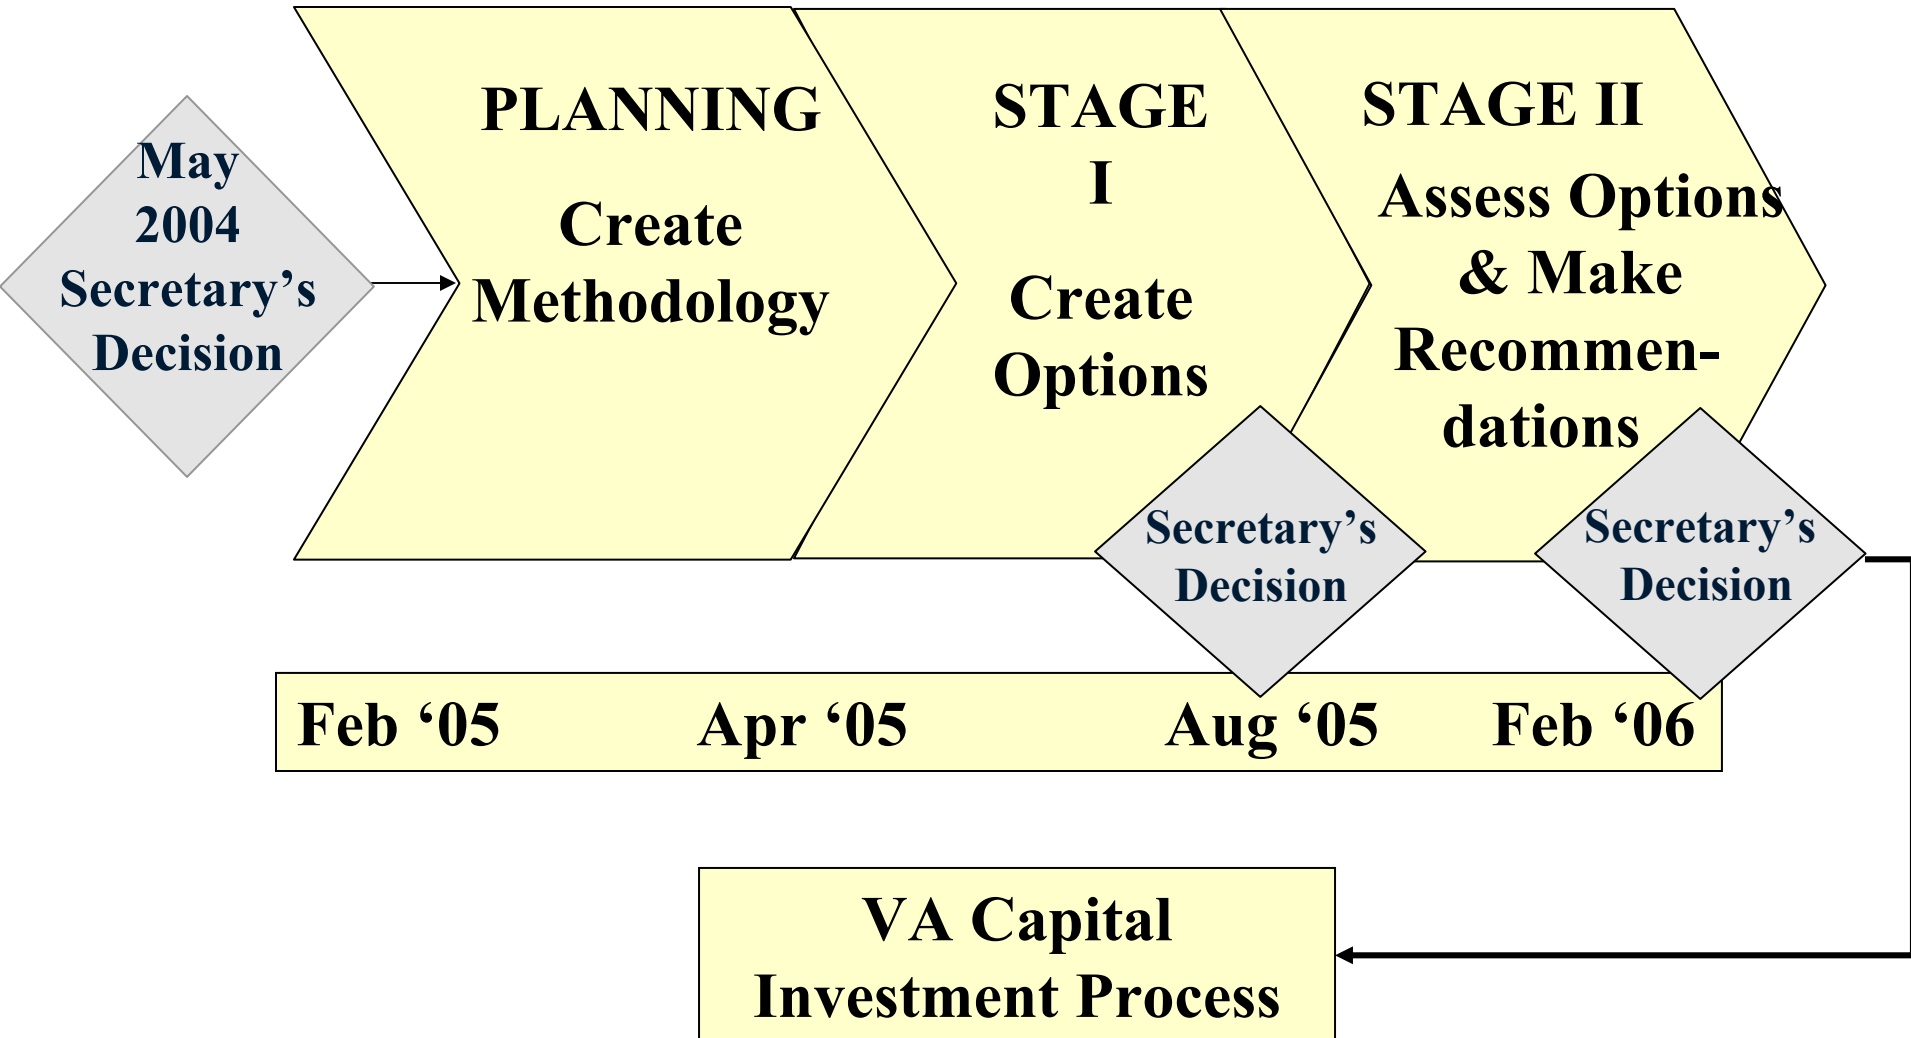 May
2004
Secretary’s
Decision
PLANNING
Create
Methodology
STAGE
I
Create
Options
STAGE II
Assess Options
& Make
Recommen-
dations
Secretary’s
Decision
Secretary’s
Decision
Feb ‘05 Apr ‘05 Aug ‘05 Feb ‘06
VA Capital
Investment Process